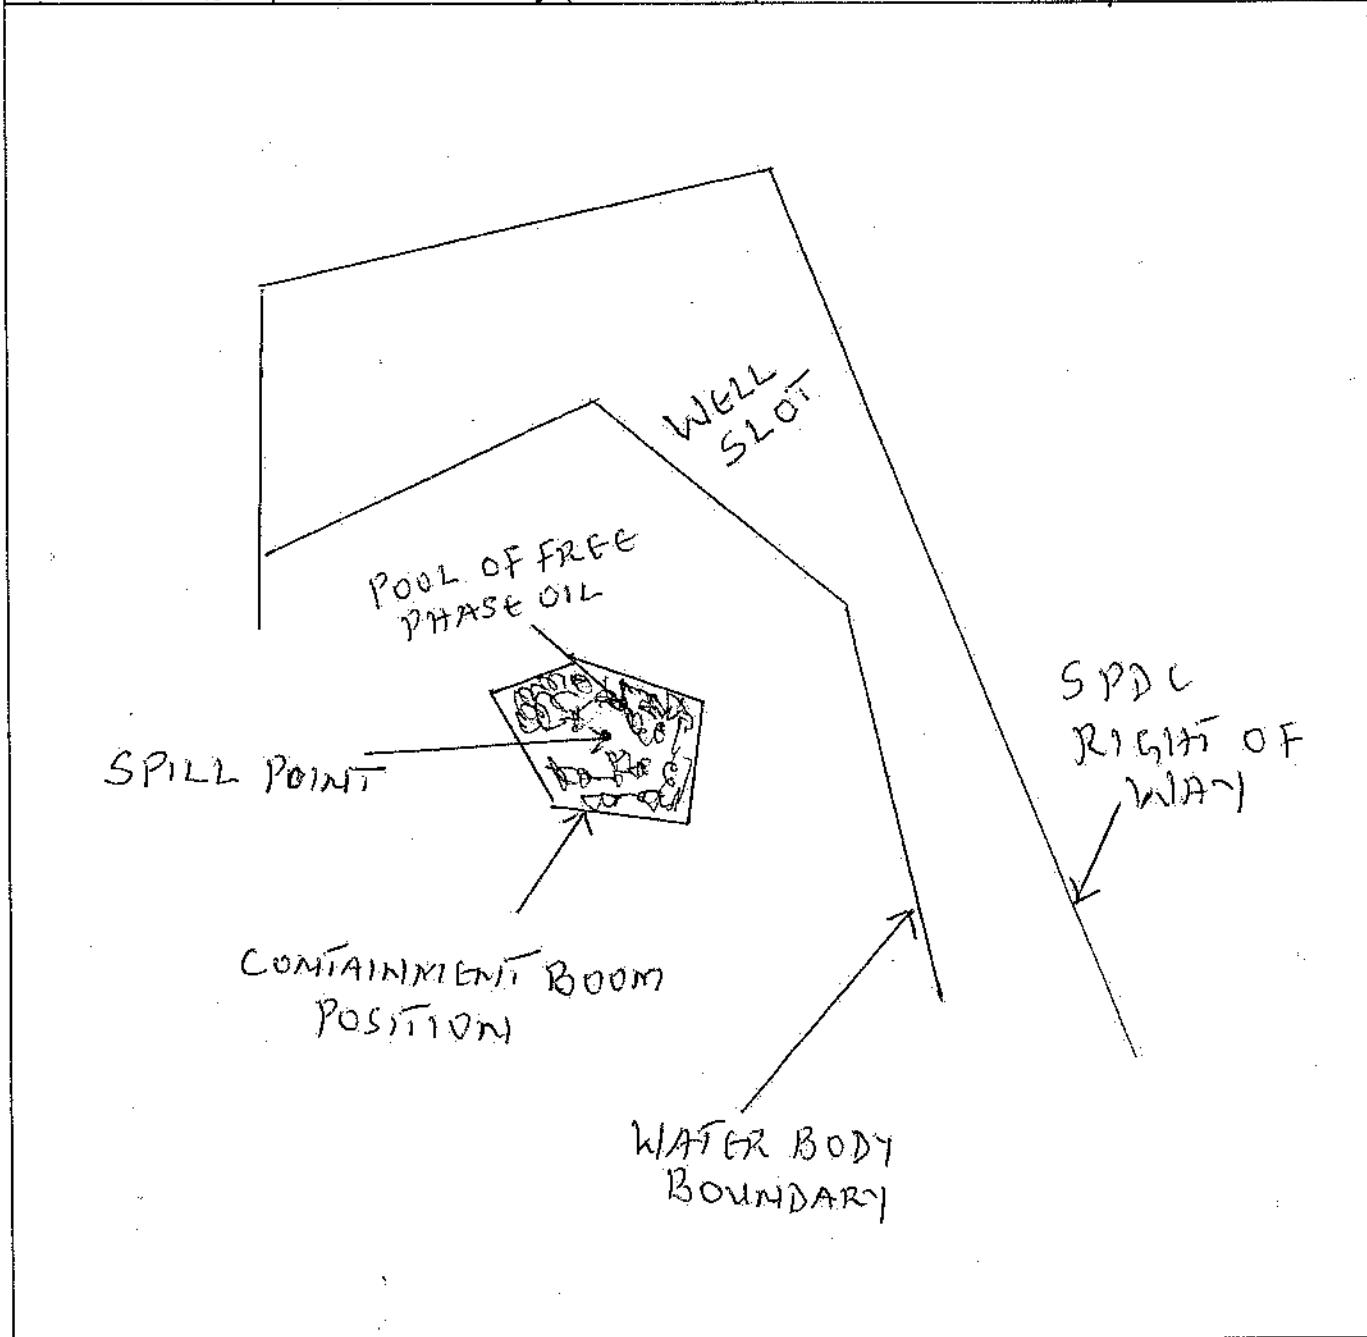 WELL
SLOT
POOL OF FREE
PHASE OIL
SPDC
RIGHT OF
WAY
SPILL POINT
CONTAINMENT BOOM
POSITION
WATER BODY
BOUNDARY